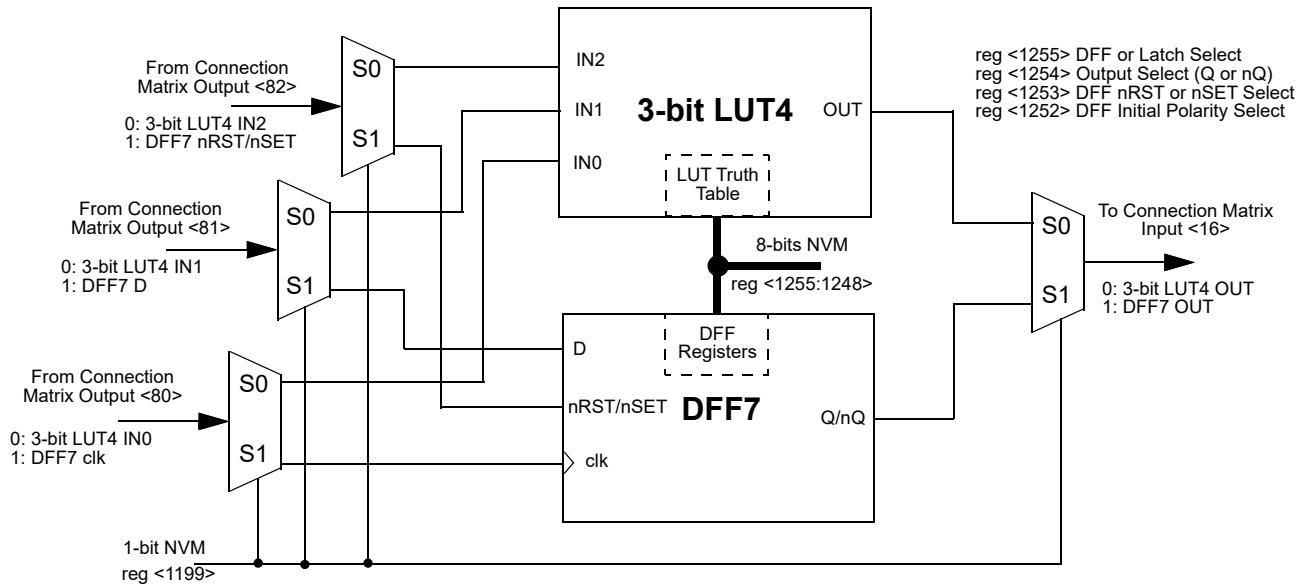 From Connection
Matrix Output <82>
0: 3-bit LUT4 IN2
1: DFF7 nRST/nSET
S0
S1
From Connection
Matrix Output <81>
0: 3-bit LUT4 IN1
1: DFF7 D
S0
S1
From Connection
Matrix Output <80>
0: 3-bit LUT4 IN0
1: DFF7 clk
S0
S1
1-bit NVM
reg <1199>
IN2
IN1
IN0
3-bit LUT4
OUT
LUT Truth
Table
8-bits NVM
reg <1255:1248>
DFF
Registers
D
nRST/nSET
clk
DFF7
Q/nQ
reg <1255> DFF or Latch Select
reg <1254> Output Select (Q or nQ)
reg <1253> DFF nRST or nSET Select
reg <1252> DFF Initial Polarity Select
S0
S1
To Connection Matrix
Input <16>
0: 3-bit LUT4 OUT
1: DFF7 OUT